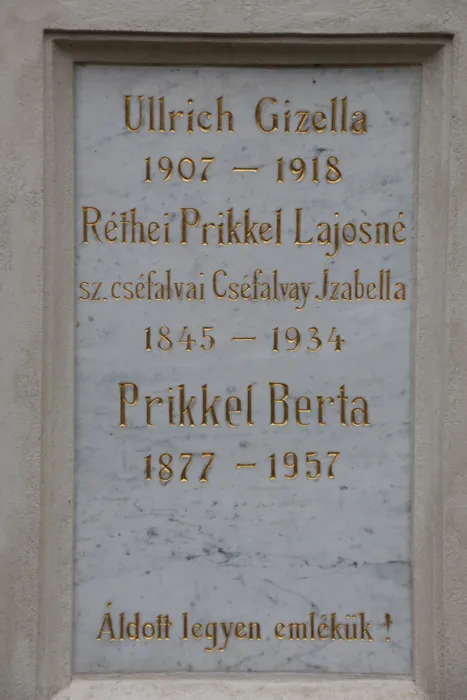 Ullrich Gizella
1907 – 1918
Réthei Prikkel Lajosné
sz. cséfalvai Cséfalvay Jzabella
1845 – 1934
Prikkel Berta
1877 – 1957
Áldott legyen emlékük!